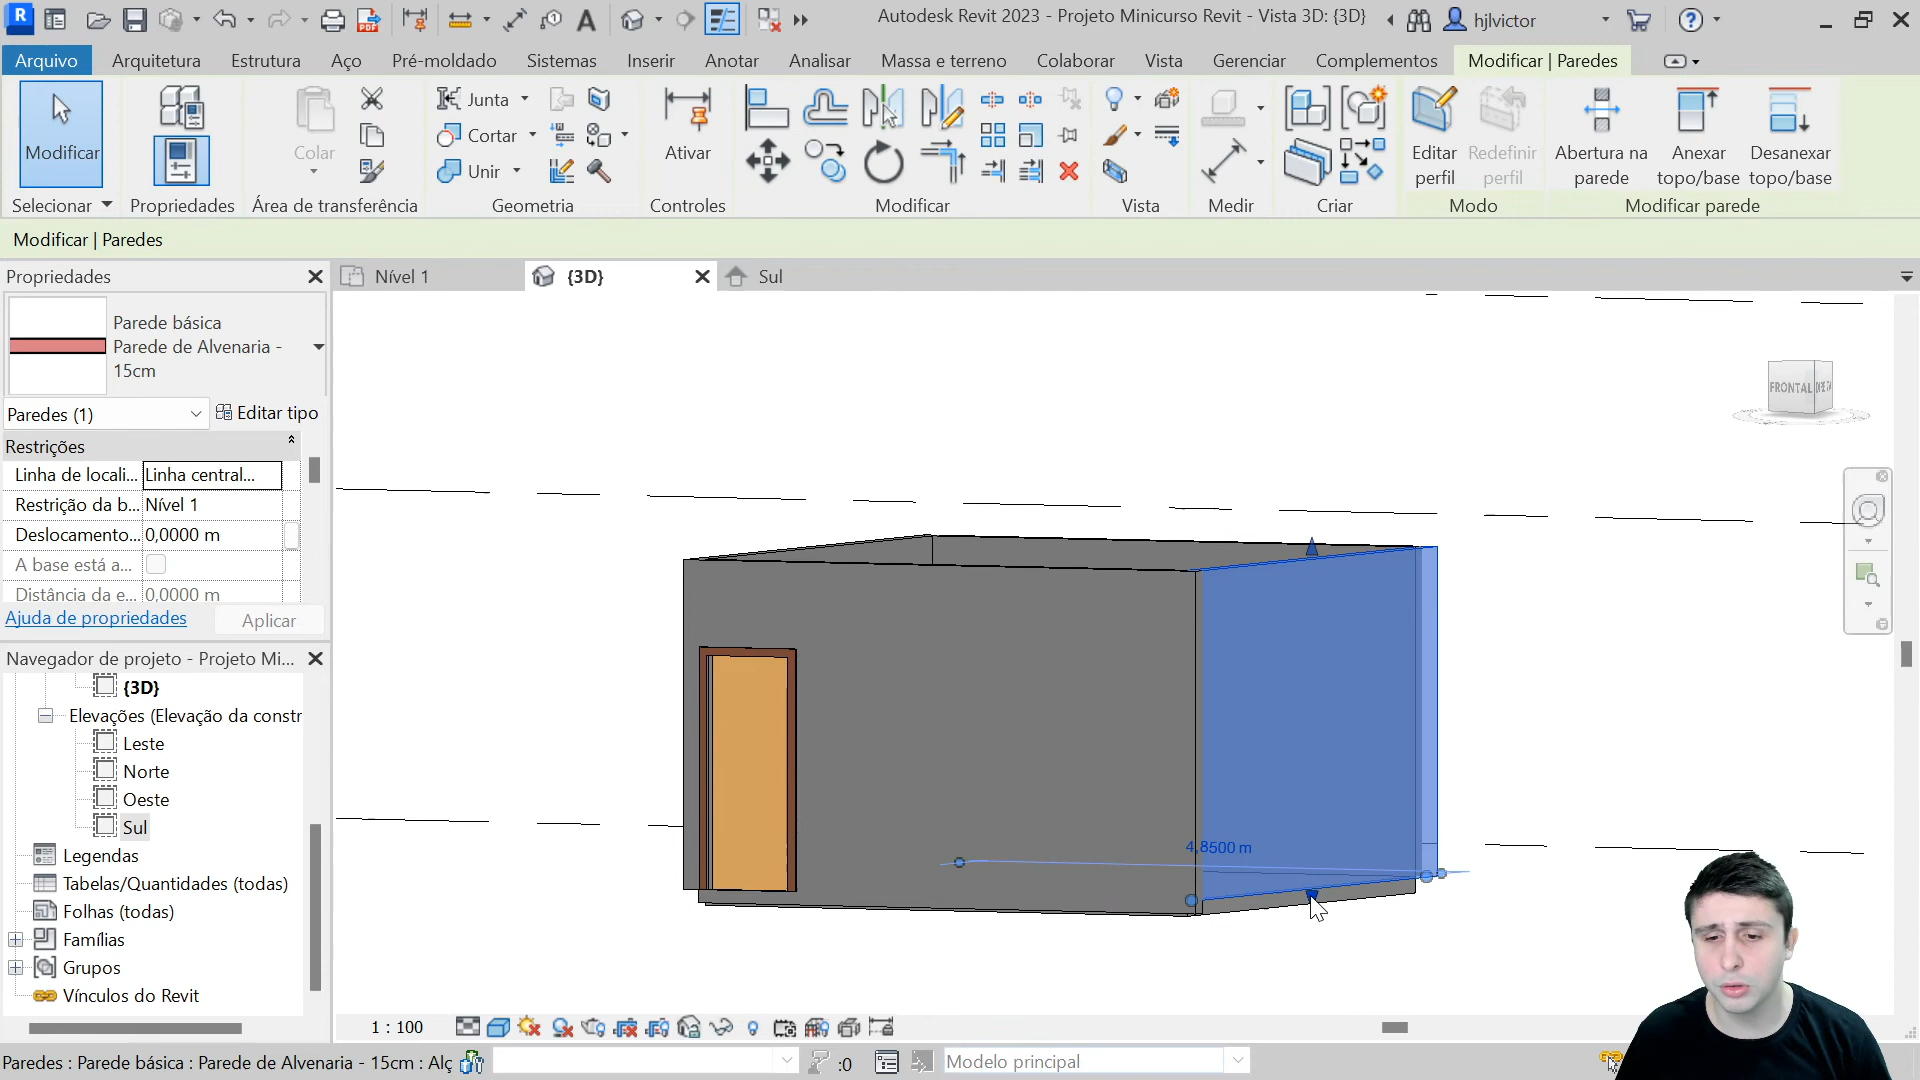 Autodesk Revit 2023 - Projeto Minicurso Revit - Vista 3D: {3D}
hjlvictor
Arquivo Arquitetura Estrutura Aço Pré-moldado Sistemas Inserir Anotar Analisar Massa e terreno Colaborar Vista Gerenciar Complementos Modificar | Paredes
Modificar
Colar
Junta
Cortar
Unir
Ativar
Editar perfil
Redefinir perfil
Abertura na parede
Anexar topo/base
Desanexar topo/base
Selecionar Propriedades Área de transferência Geometria Controles Modificar Vista Medir Criar Modo Modificar parede
Modificar | Paredes
Propriedades
Nível 1
{3D}
Sul
Parede básica
Parede de Alvenaria -
15cm
Paredes (1)
Editar tipo
Restrições
Linha de locali... Linha central...
Restrição da b... Nível 1
Deslocamento... 0,0000 m
A base está a...
Distância da e... 0,0000 m
Ajuda de propriedades
Aplicar
Navegador de projeto - Projeto Mi...
{3D}
Elevações (Elevação da constr
Leste
Norte
Oeste
Sul
Legendas
Tabelas/Quantidades (todas)
Folhas (todas)
Famílias
Grupos
Vínculos do Revit
FRONTAL
4,8500 m
1 : 100
Paredes : Parede básica : Parede de Alvenaria - 15cm : Alç
:0
Modelo principal